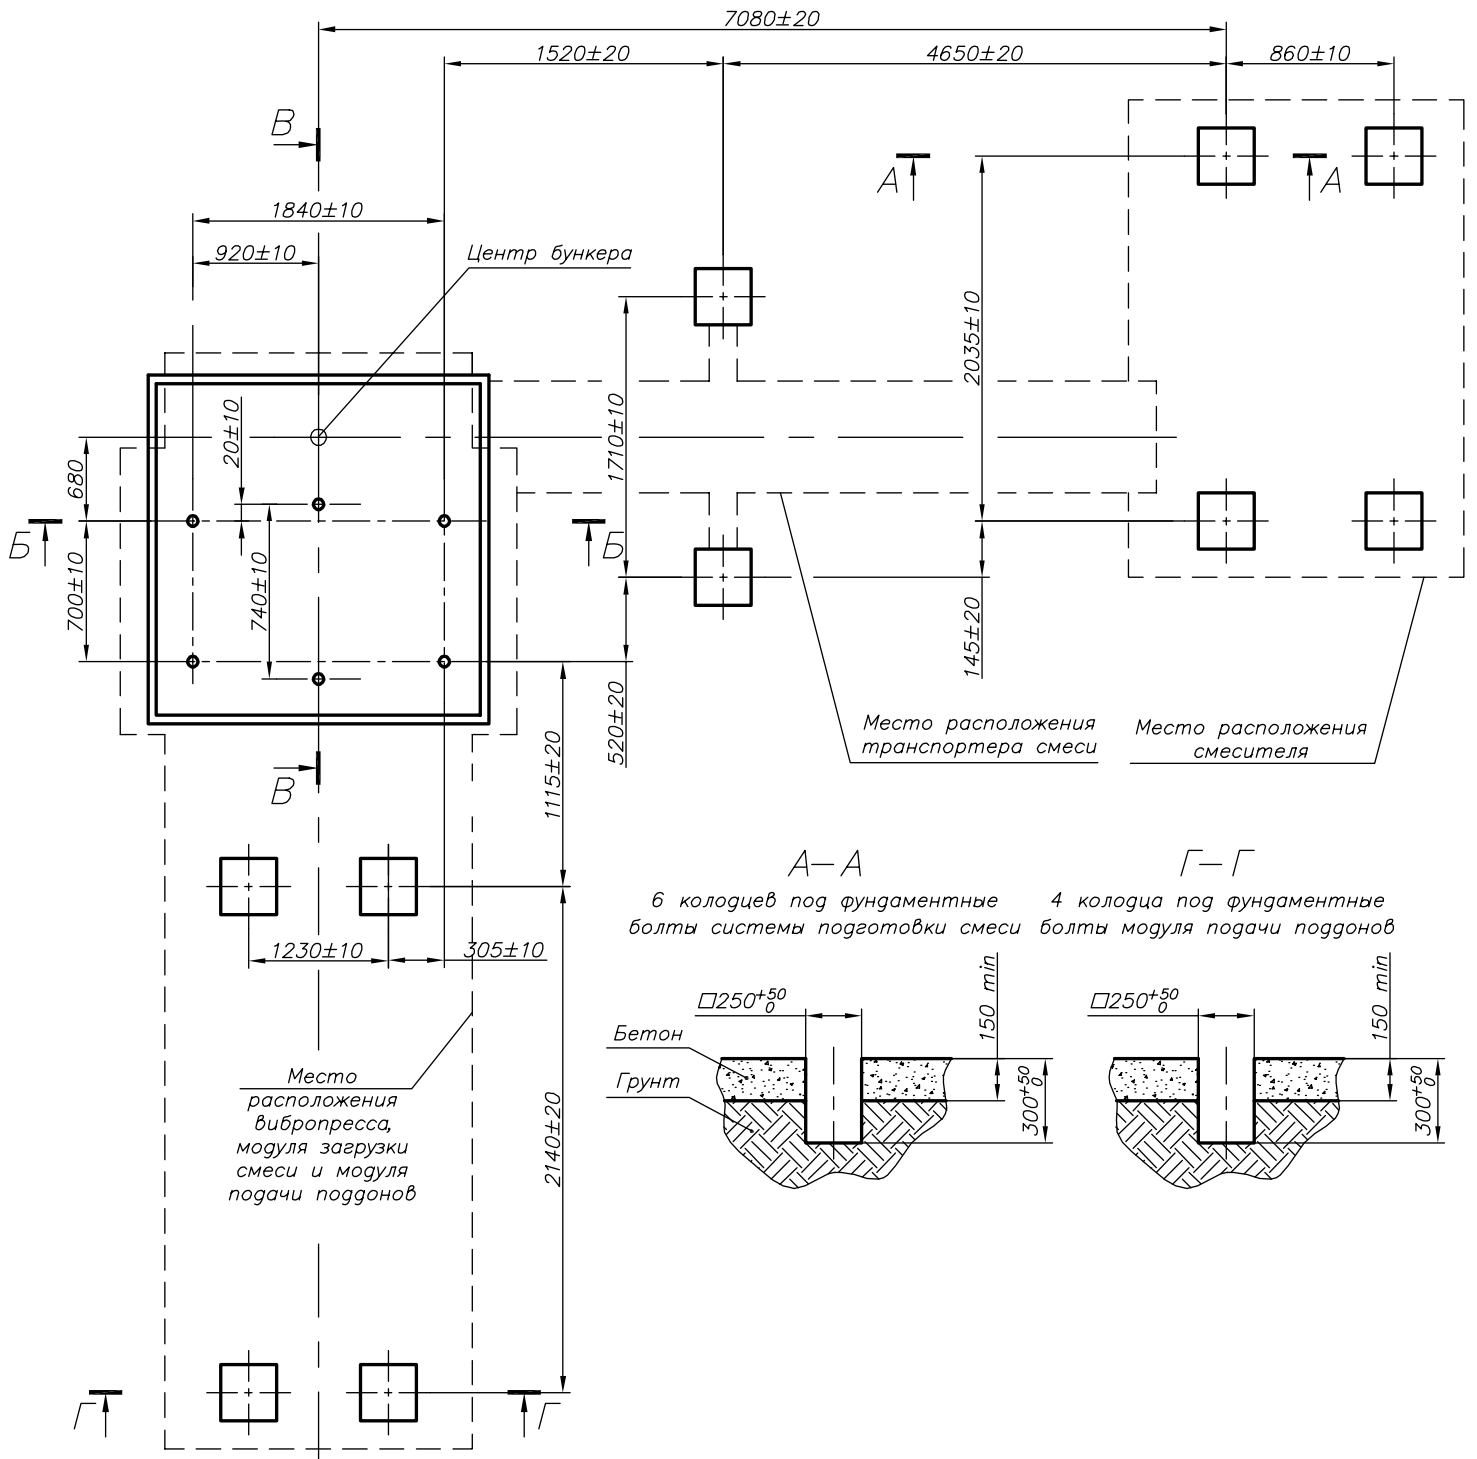 7080±20
1520±20
4650±20
860±10
В
А
А
1840±10
920±10
Центр бункера
2035±10
20±10
1710±10
680
Б
Б
740±10
700±10
145±20
520±20
1115±20
Место расположения
транспортера смеси
Место расположения
смесителя
В
А–А
6 колодцев под фундаментные
болты системы подготовки смеси
Г–Г
4 колодца под фундаментные
болты модуля подачи поддонов
1230±10
305±10
□250+50 0
150 min
□250+50 0
150 min
Бетон
Грунт
300+50 0
300+50 0
Место
расположения
вибропресса,
модуля загрузки
смеси и модуля
подачи поддонов
2140±20
Г
Г